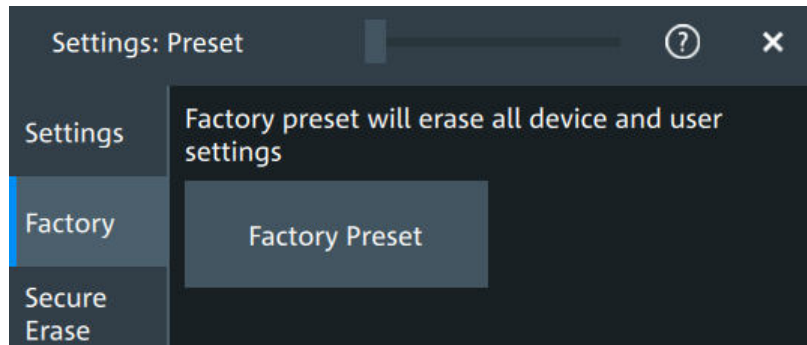 Settings: Preset
?
×
Settings
Factory preset will erase all device and user
settings
Factory
Factory Preset
Secure
Erase